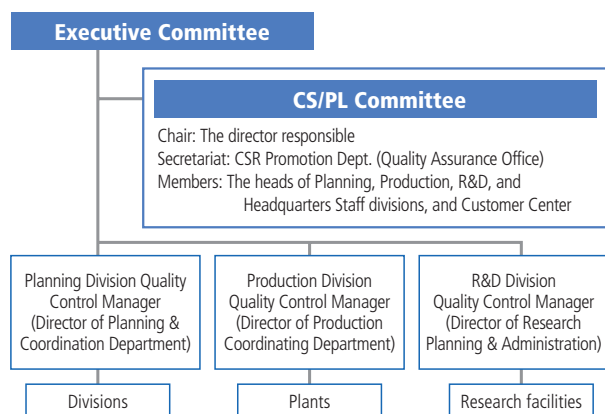 Executive Committee
CS/PL Committee
Chair: The director responsible
Secretariat: CSR Promotion Dept. (Quality Assurance Office)
Members: The heads of Planning, Production, R&D, and
Headquarters Staff divisions, and Customer Center
Planning Division Quality
Control Manager
(Director of Planning &
Coordination Department)
Production Division
Quality Control Manager
(Director of Production
Coordinating Department)
R&D Division
Quality Control Manager
(Director of Research
Planning & Administration)
Divisions
Plants
Research facilities